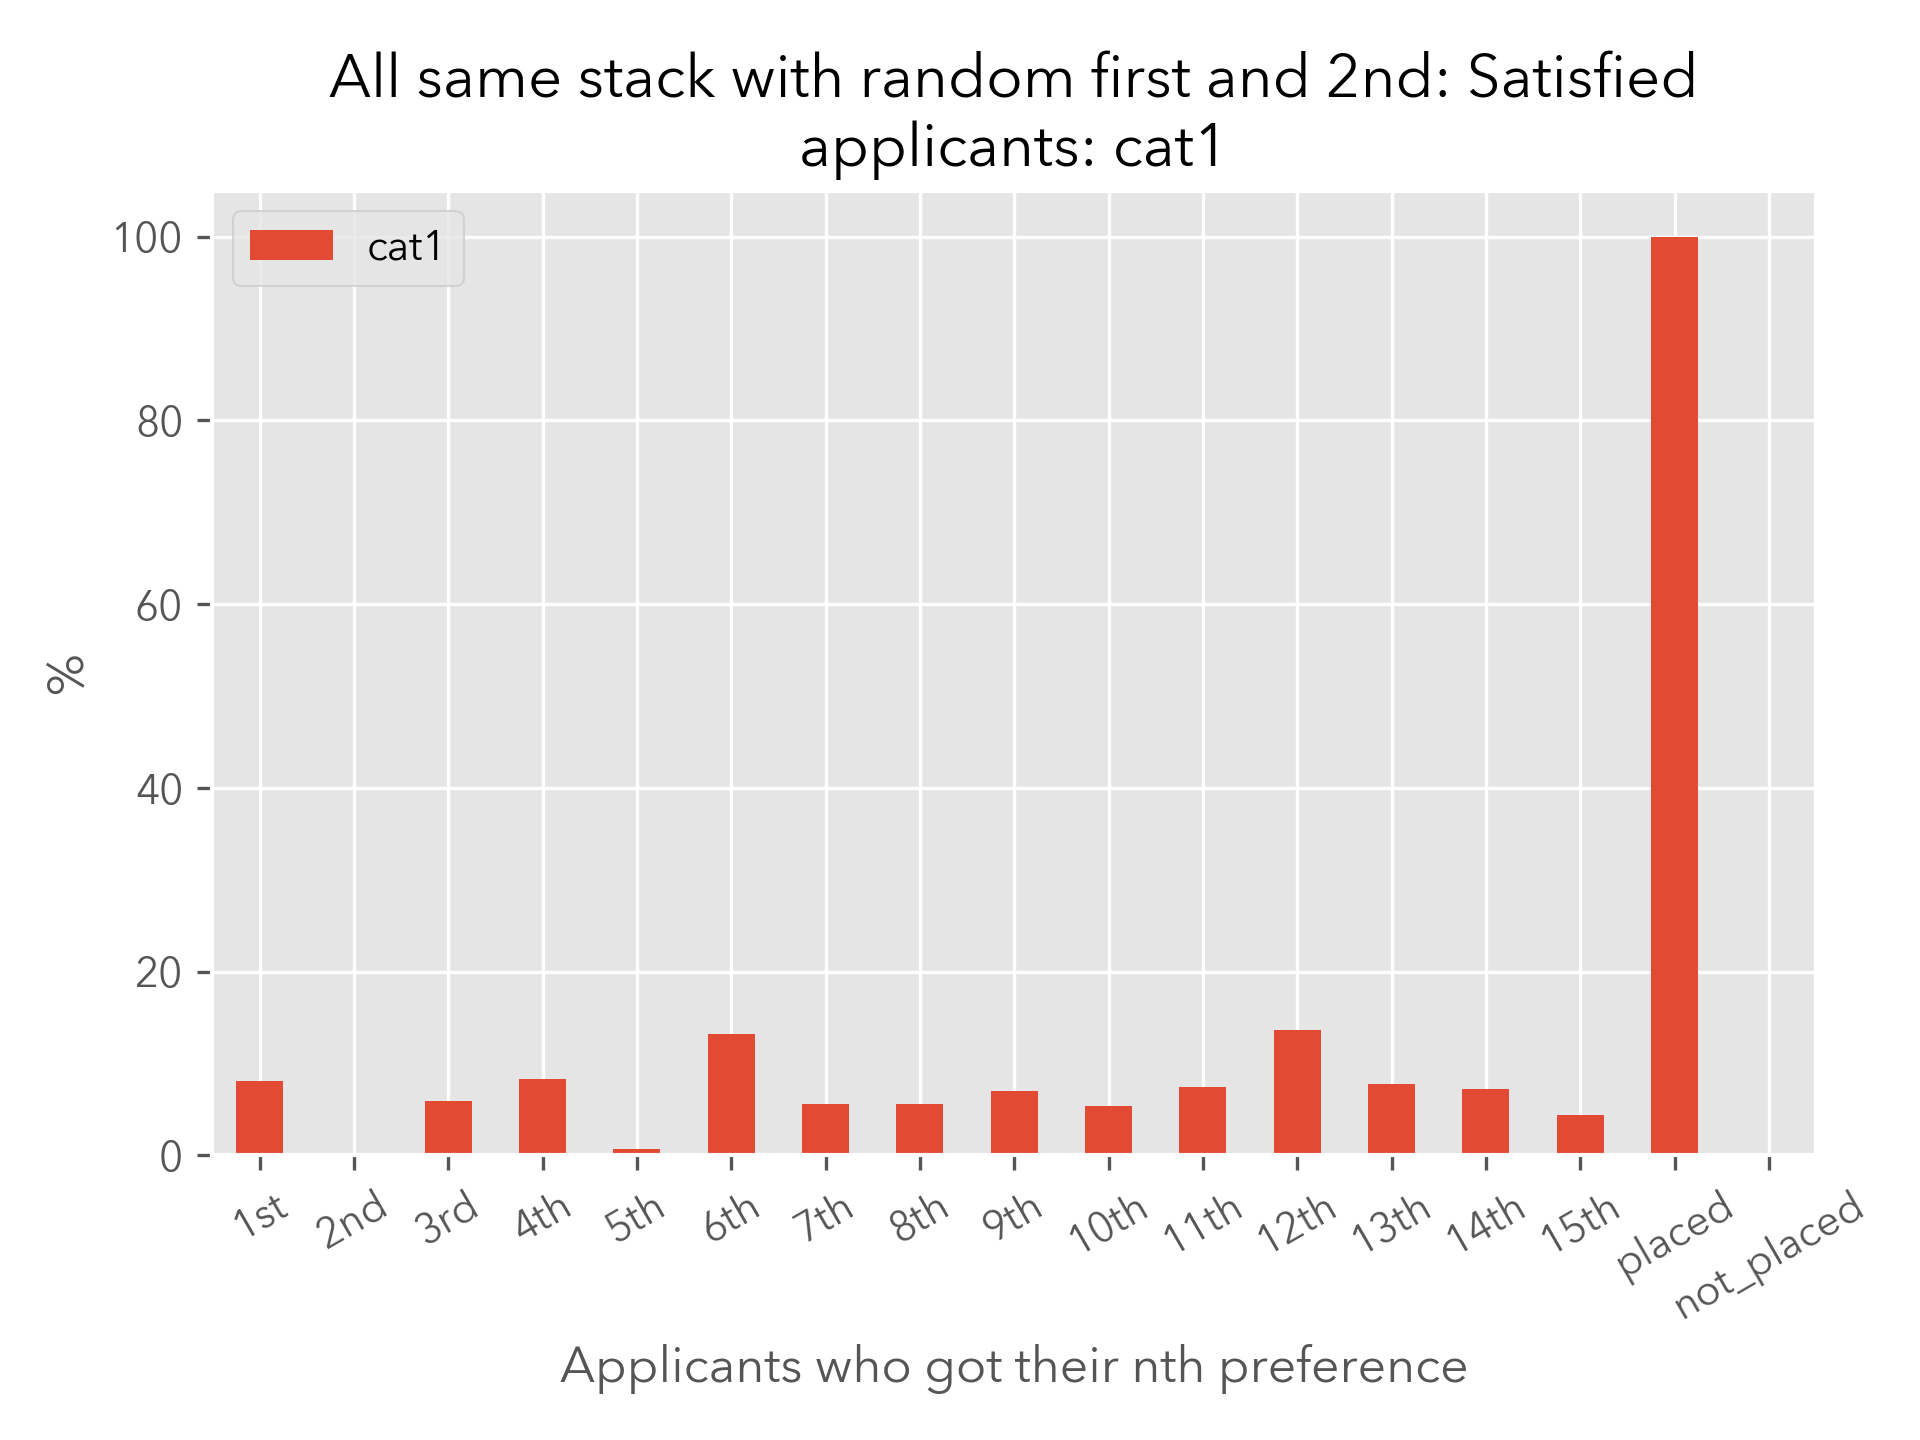 All same stack with random first and 2nd: Satisfied
applicants: cat1
cat1
100
80
60
40
20
0
%
1st
2nd
3rd
4th
5th
6th
7th
8th
9th
10th
11th
12th
13th
14th
15th
placed
not_placed
Applicants who got their nth preference